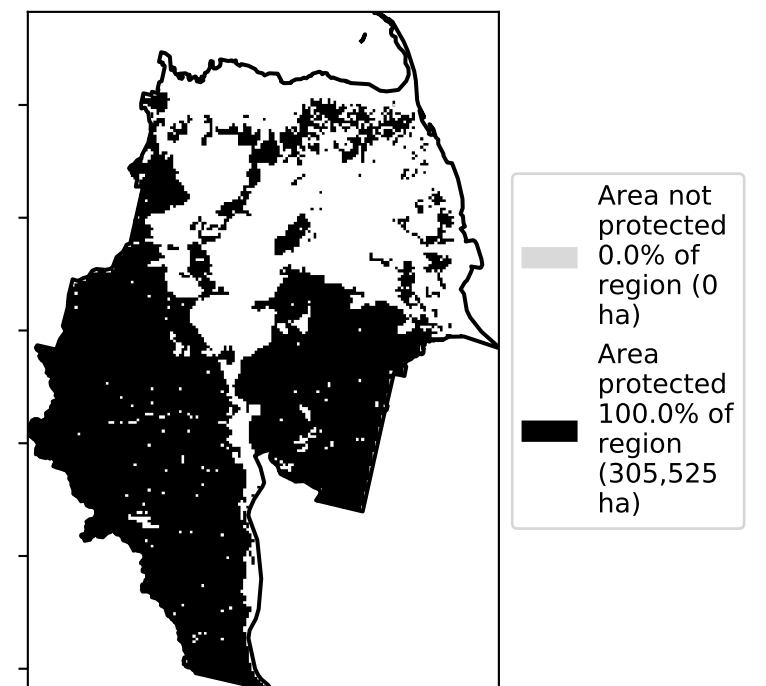 Area not
protected
0.0% of
region (0
ha)
Area
protected
100.0% of
region
(305,525
ha)